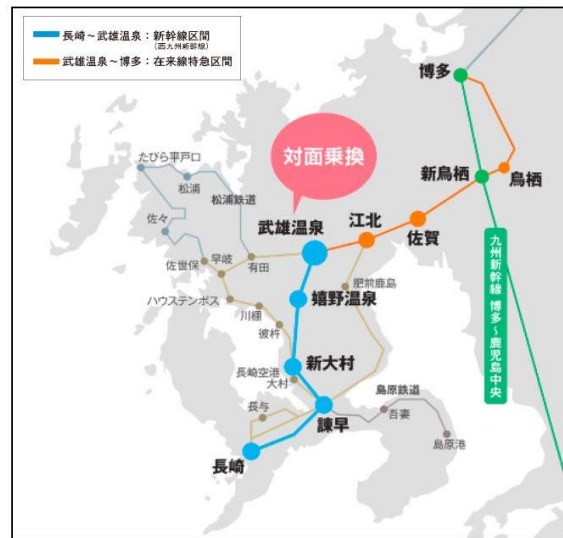 長崎～武雄温泉：新幹線区間
(西九州新幹線)
武雄温泉～博多：在来線特急区間
博多
対面乗換
新鳥栖
鳥栖
たびら平戸口
松浦
松浦鉄道
武雄温泉
江北
佐賀
佐々
佐世保
早岐
有田
肥前鹿島
嬉野温泉
ハウステンボス
川棚
彼杵
九州新幹線 博多～鹿児島中央
新大村
長崎空港
大村
島原鉄道
長与
諫早
吾妻
島原港
長崎